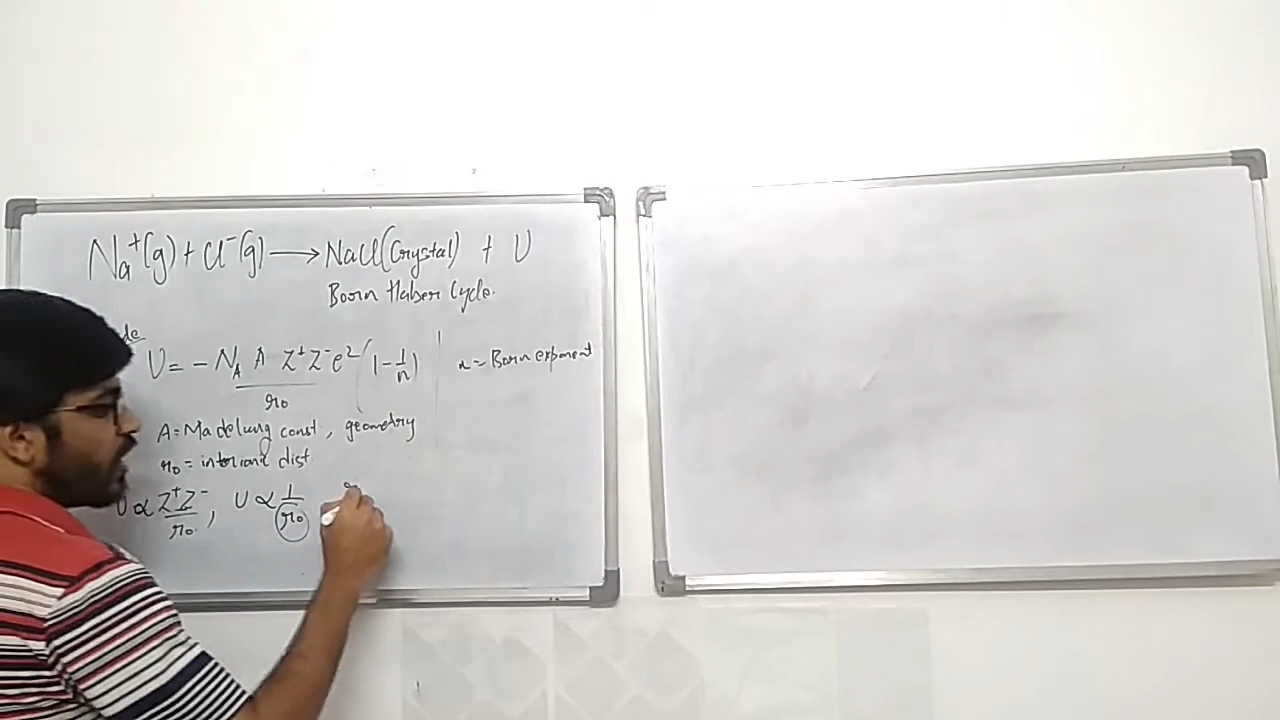 Na⁺(g) + Cl⁻(g) ⟶ NaCl(Crystal) + U
Born Haber Cycle.
U = - N_A A Z⁺ Z⁻ e² (1 - 1/n)
r₀
n = Born exponent
A = Madelung const, geometry
r₀ = interionic dist
U ∝ Z⁺Z⁻/r₀, U ∝ 1/r₀